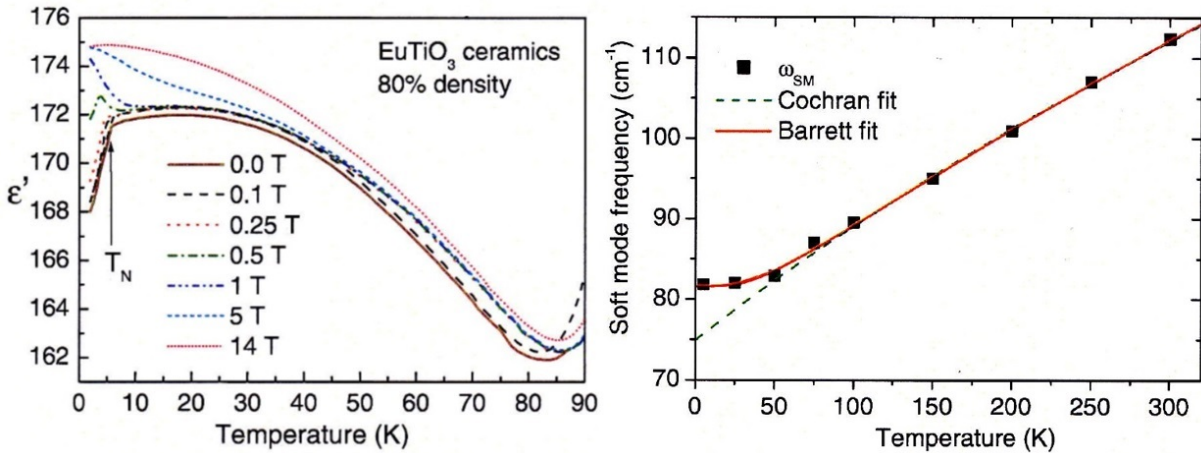 176
174
172
170
168
166
164
162
ε'
EuTiO₃ ceramics
80% density
0.0 T
0.1 T
0.25 T
0.5 T
1 T
5 T
14 T
T_N
0 10 20 30 40 50 60 70 80 90
Temperature (K)
110
100
90
80
70
Soft mode frequency (cm⁻¹)
ω_SM
Cochran fit
Barrett fit
0 50 100 150 200 250 300
Temperature (K)